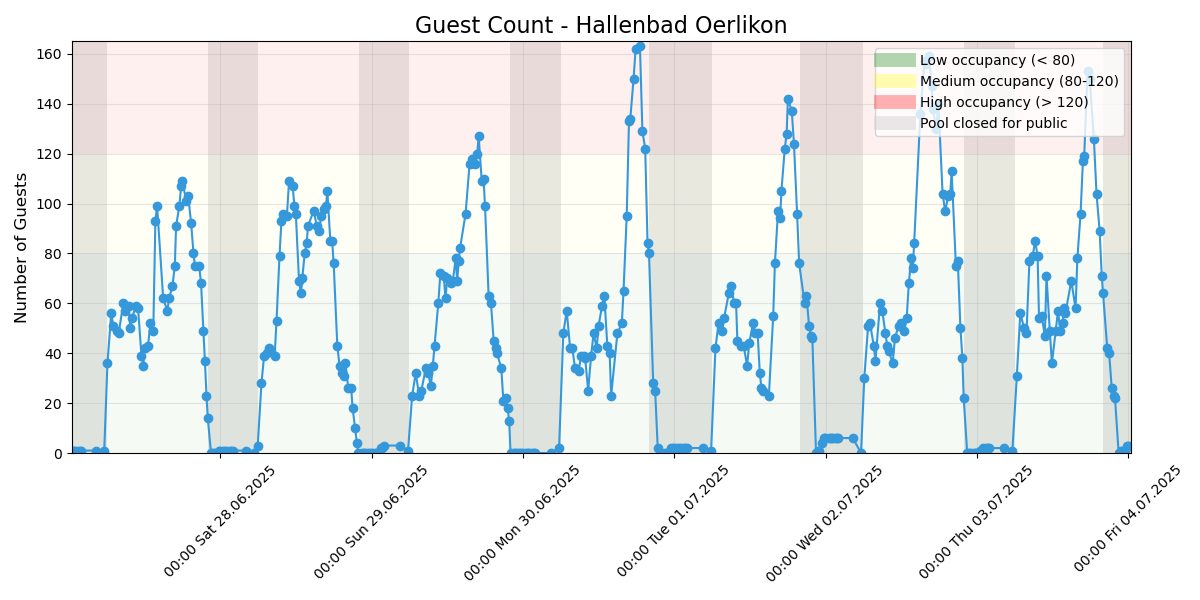 Guest Count - Hallenbad Oerlikon
Number of Guests
160
140
120
100
80
60
40
20
0
Low occupancy (< 80)
Medium occupancy (80-120)
High occupancy (> 120)
Pool closed for public
00:00 Sat 28.06.2025
00:00 Sun 29.06.2025
00:00 Mon 30.06.2025
00:00 Tue 01.07.2025
00:00 Wed 02.07.2025
00:00 Thu 03.07.2025
00:00 Fri 04.07.2025